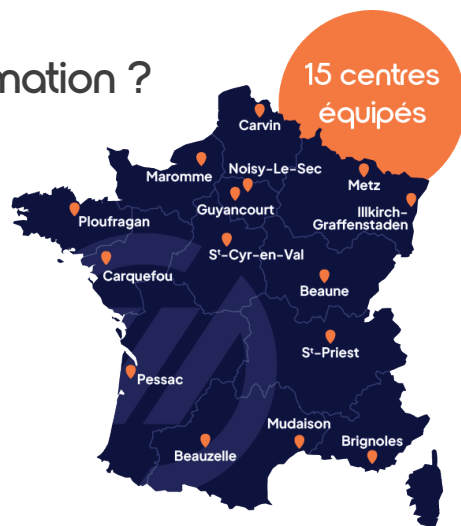 mation ?
15 centres
équipés
Carvin
Maromme
Noisy-Le-Sec
Metz
Guyancourt
Illkirch-
Graffenstaden
Ploufragan
Sᵗ-Cyr-en-Val
Carquefou
Beaune
Sᵗ-Priest
Pessac
Mudaison
Beauzelle
Brignoles